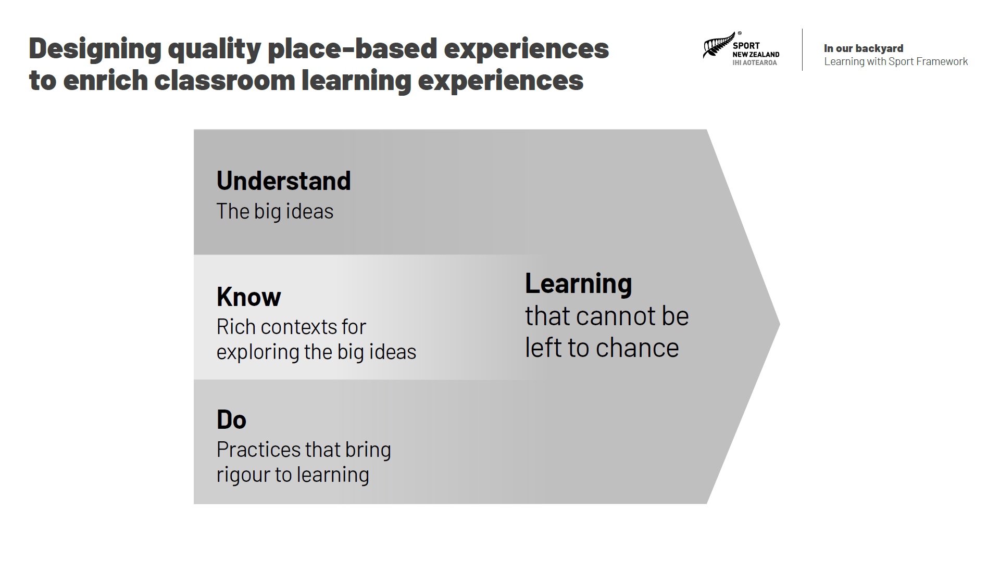 Designing quality place-based experiences
to enrich classroom learning experiences
SPORT
NEW ZEALAND
IHI AOTEAROA
In our backyard
Learning with Sport Framework
Understand
The big ideas
Know
Rich contexts for
exploring the big ideas
Do
Practices that bring
rigour to learning
Learning
that cannot be
left to chance